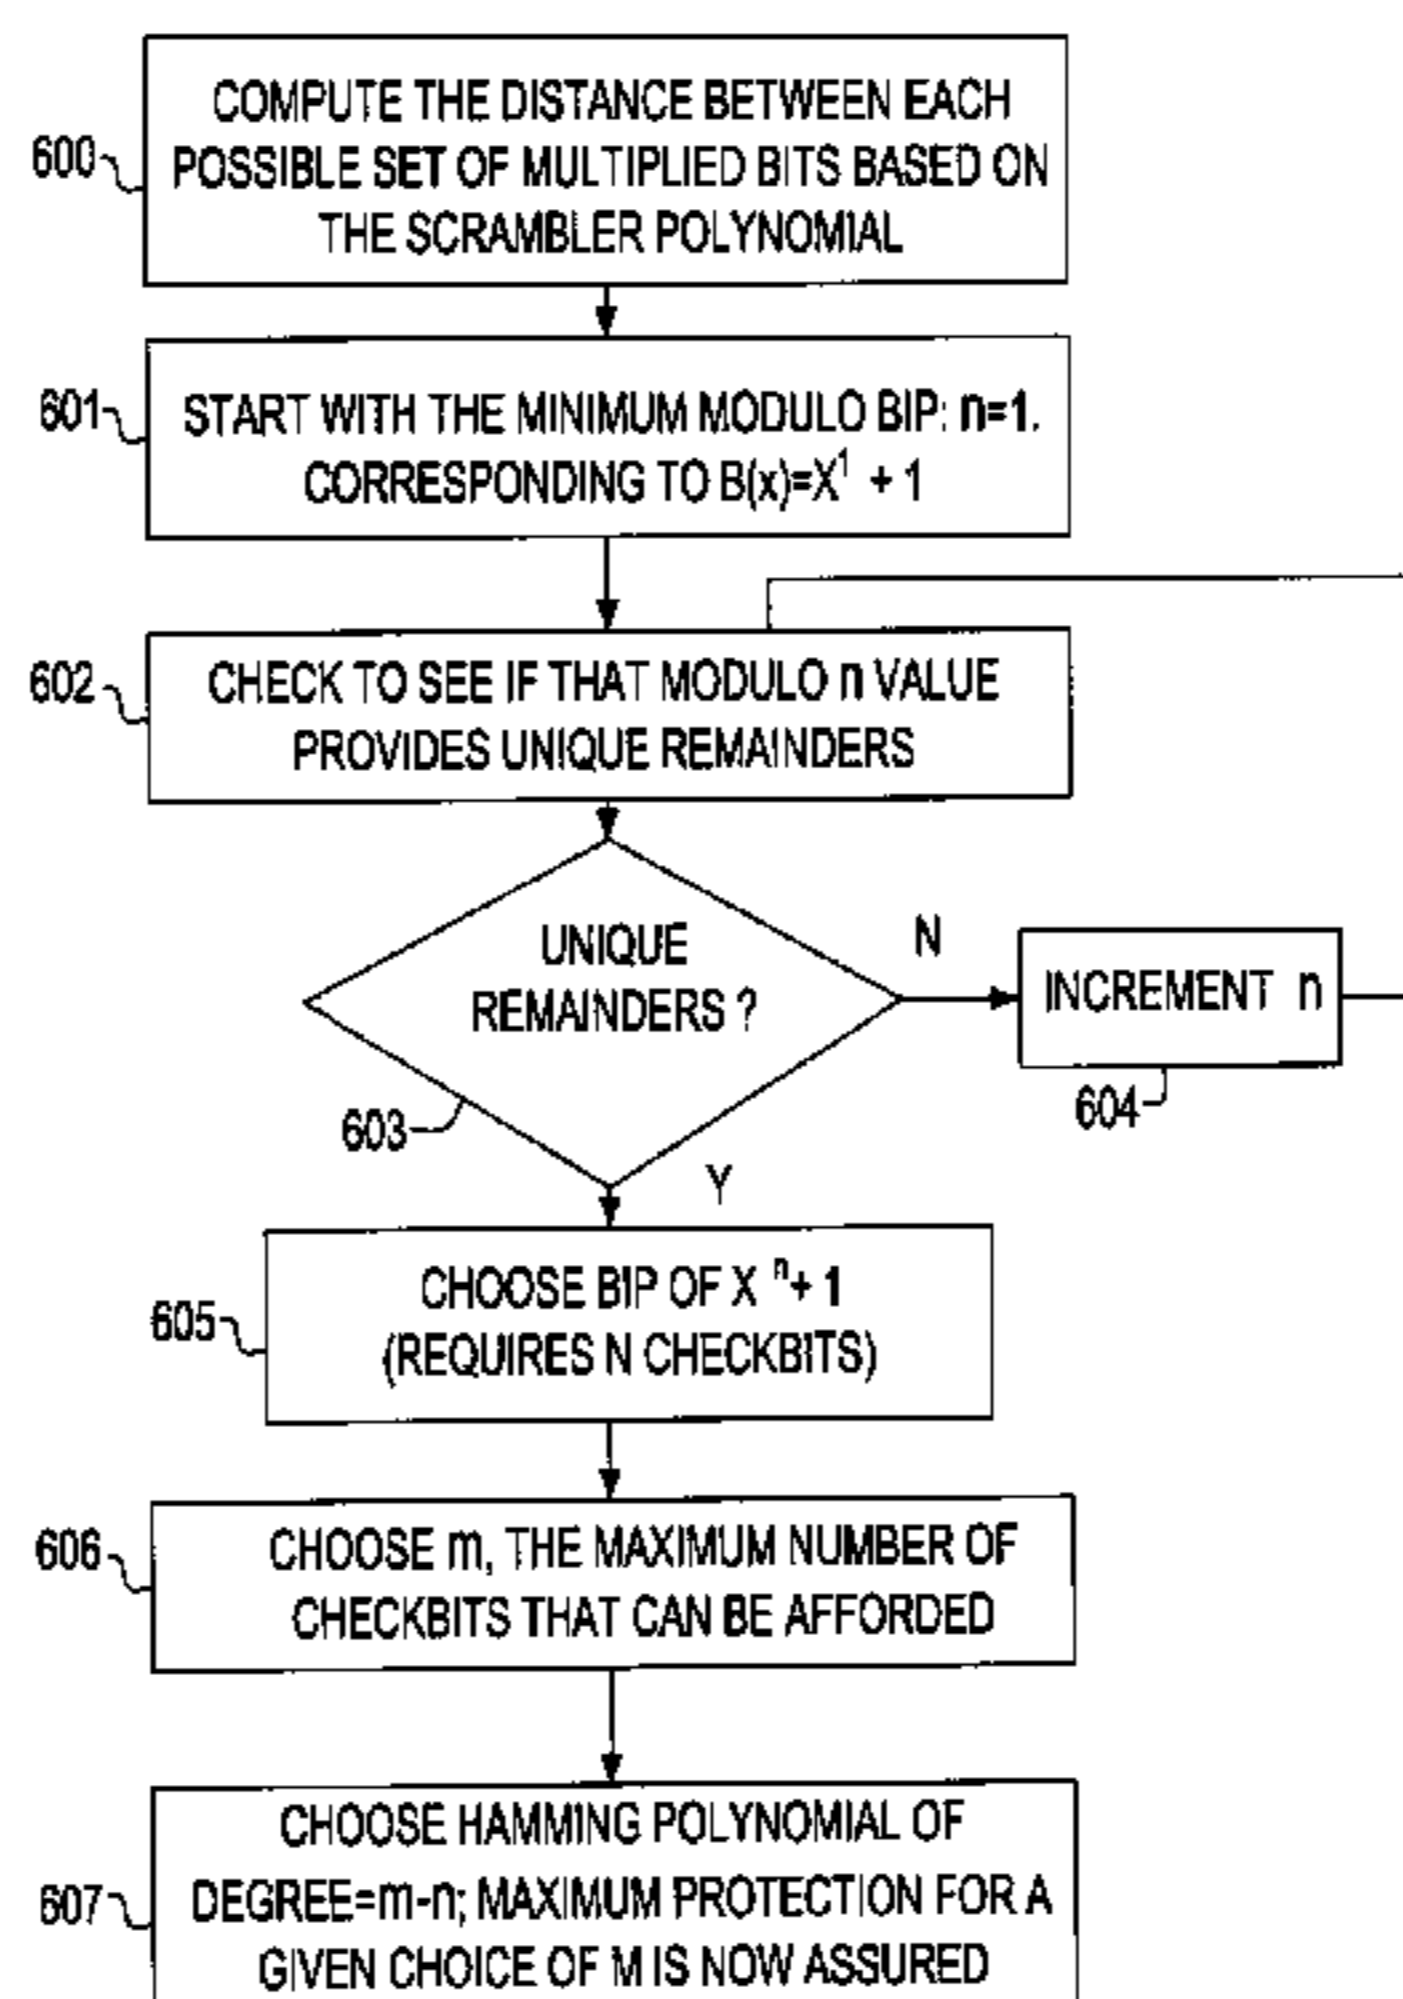 COMPUTE THE DISTANCE BETWEEN EACH
600 POSSIBLE SET OF MULTIPLIED BITS BASED ON
THE SCRAMBLER POLYNOMIAL
601 START WITH THE MINIMUM MODULO BIP: n=1.
CORRESPONDING TO B(x)=X¹ + 1
602 CHECK TO SEE IF THAT MODULO n VALUE
PROVIDES UNIQUE REMAINDERS
UNIQUE
REMAINDERS ?
603
N
INCREMENT n
604
Y
CHOOSE BIP OF X ⁿ+ 1
605 (REQUIRES N CHECKBITS)
606 CHOOSE m, THE MAXIMUM NUMBER OF
CHECKBITS THAT CAN BE AFFORDED
CHOOSE HAMMING POLYNOMIAL OF
607 DEGREE=m-n; MAXIMUM PROTECTION FOR A
GIVEN CHOICE OF M IS NOW ASSURED